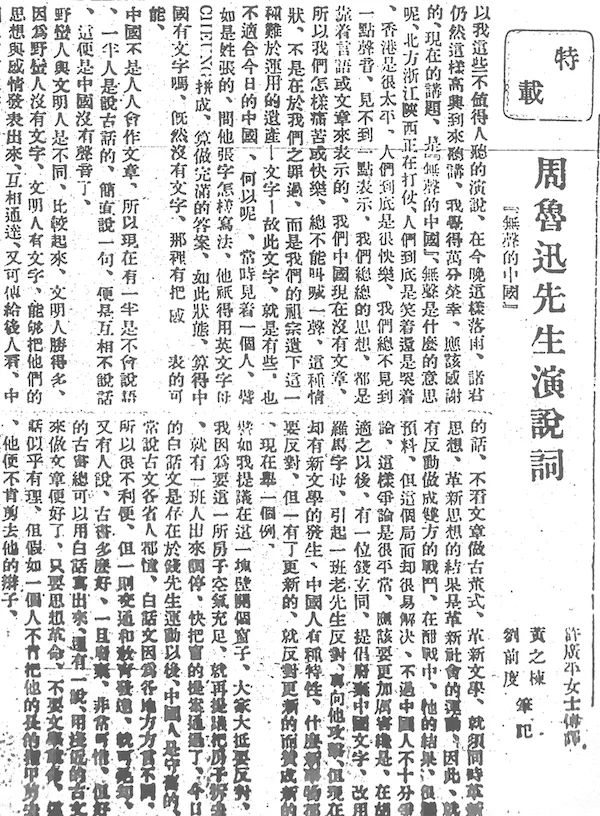 特載
周魯迅先生演說詞
『無聲的中國』
許廣平女士傳譯
黃之棟
劉前度
筆記
以我這些不值得人聽的演說、在今晚這樣落雨、諸君
仍然這樣高興到來聽講、我覺得萬分榮幸、應該感謝
的、現在的講題、是『無聲的中國』、無聲是什麼的意思
呢、北方浙江陝西正在打仗、人們到底是笑着還是哭着
、香港是很太平、人們到底是很快樂、我們總不見到
一點聲音、見不到一點表示、我們總總的思想、都是
靠着言語或文章來表示的、我們中國現在沒有文章、
所以我們怎樣痛苦或快樂、總不能叫喊一聲、這種情
狀、不是在於我們之罪過、而是我們的祖宗遺下這一
種難於運用的遺產—文字—故此文字、就是有些、也
不適合今日的中國、何以呢、當時見着一個人、譬
如是姓張的、問他張字怎樣寫法、他祇得用英文字母
CHEUNG拼成、算做完滿的答案、如此狀態、算得中
國有文字嗎、既然沒有文字、那裡有把 表的可
能、
中國不是人人會作文章、所以現在有一半是不會說話
、一半人是說古話的、簡直說一句、便是互相不說話
、這便是中國沒有聲音了、
野蠻人與文明人是不同、比較起來、文明人勝得多、
因爲野蠻人沒有文字、文明人有文字、能够把他們的
思想與感情發表出來、互相通達、又可傳給後人看、中
的話、不看文章做古董式、革新文學、就須同時革新
思想、革新思想的結果是革新社會的運動、因此、就
有反動做成雙方的戰鬥、在酣戰中、他的結果、很難
預料、但這個局面却很易解決、不過中國人不十分
論、這樣爭論是很平常、應該要更加厲害纔是、在胡
適之以後、有一位錢玄同、提倡廢棄中國文字、改用
羅馬字母、引起一班老先生反對、專向他攻擊、但現在
却有新文學的發生、中國人有種特性、什麼新事物都
要反對、但一有了更新的、就反對更新的而贊成新的
、現在舉一個例、
譬如我提議在這一塊壁開個窗子、大家大抵要反對、
我因爲要這一所房子空氣充足、就再提議把房子拆去
、就有一班人出來調停、快把窗的提案通過了、今日
的白話文是存在於錢先生運動以後、中國人是守舊的、
常說古文各省人都懂、白話文因爲各地方方言不同、
所以很不利便、但一則交通和教育發達、就可免却、
又有人說、古書多麼好、一旦廢棄、非常可惜、但好
的古書總可以用白話寫出來、還有一說、用淺近的古文
來做文章便好了、只要思想革命、不要文學革命、這
話似乎有理、但假如一個人不肯把他的長的指甲剪去
、他便不肯剪去他的辮子、